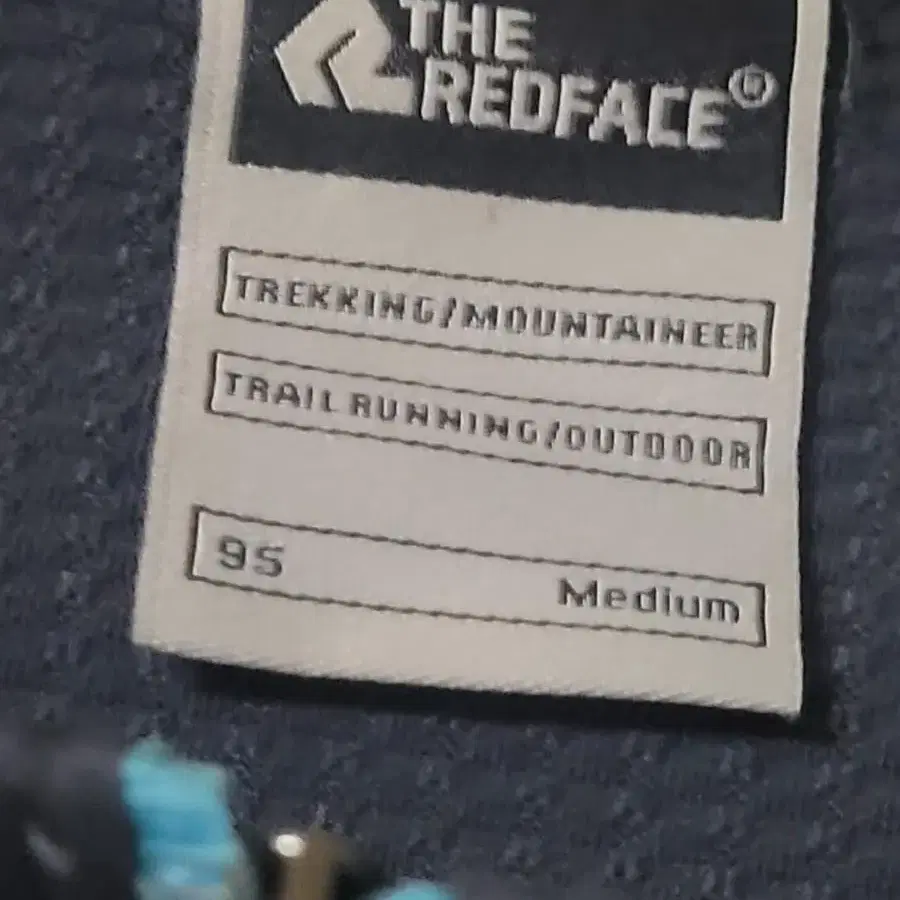 THE
REDFACE®
TREKKING/MOUNTAINEER
TRAIL RUNNING/OUTDOOR
95 Medium